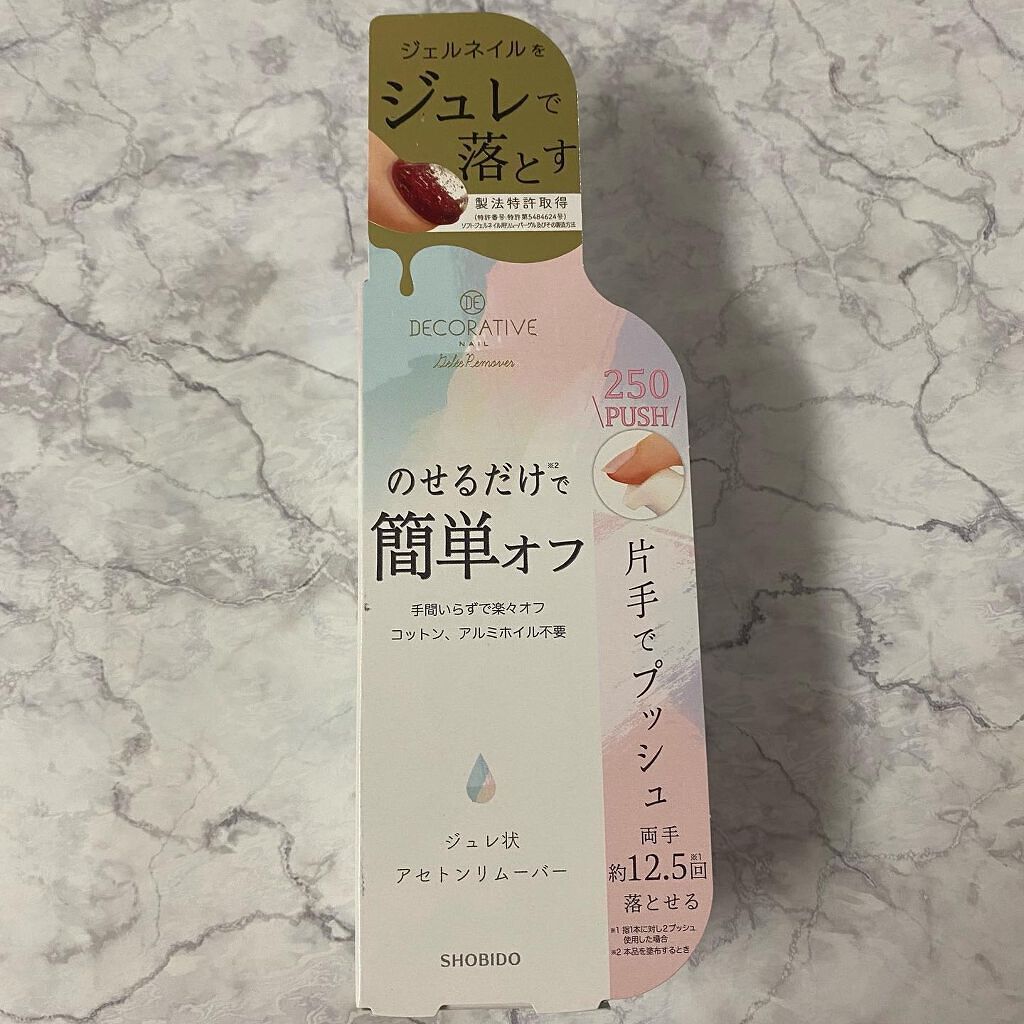 ジェルネイルを
ジュレで
落とす
製法特許取得
(特許番号:特許第5484624号)
ソフトジェルネイル用リムーバーゲル及びその製造方法
DE
DECORATIVE
NAIL
Gelee Remover
250
PUSH
のせるだけで※2
簡単オフ
手間いらずで楽々オフ
コットン、アルミホイル不要
片手でプッシュ
両手
約12.5回※1
落とせる
※1 指1本に対し2プッシュ
使用した場合
※2 本品を塗布するとき
ジュレ状
アセトンリムーバー
SHOBIDO